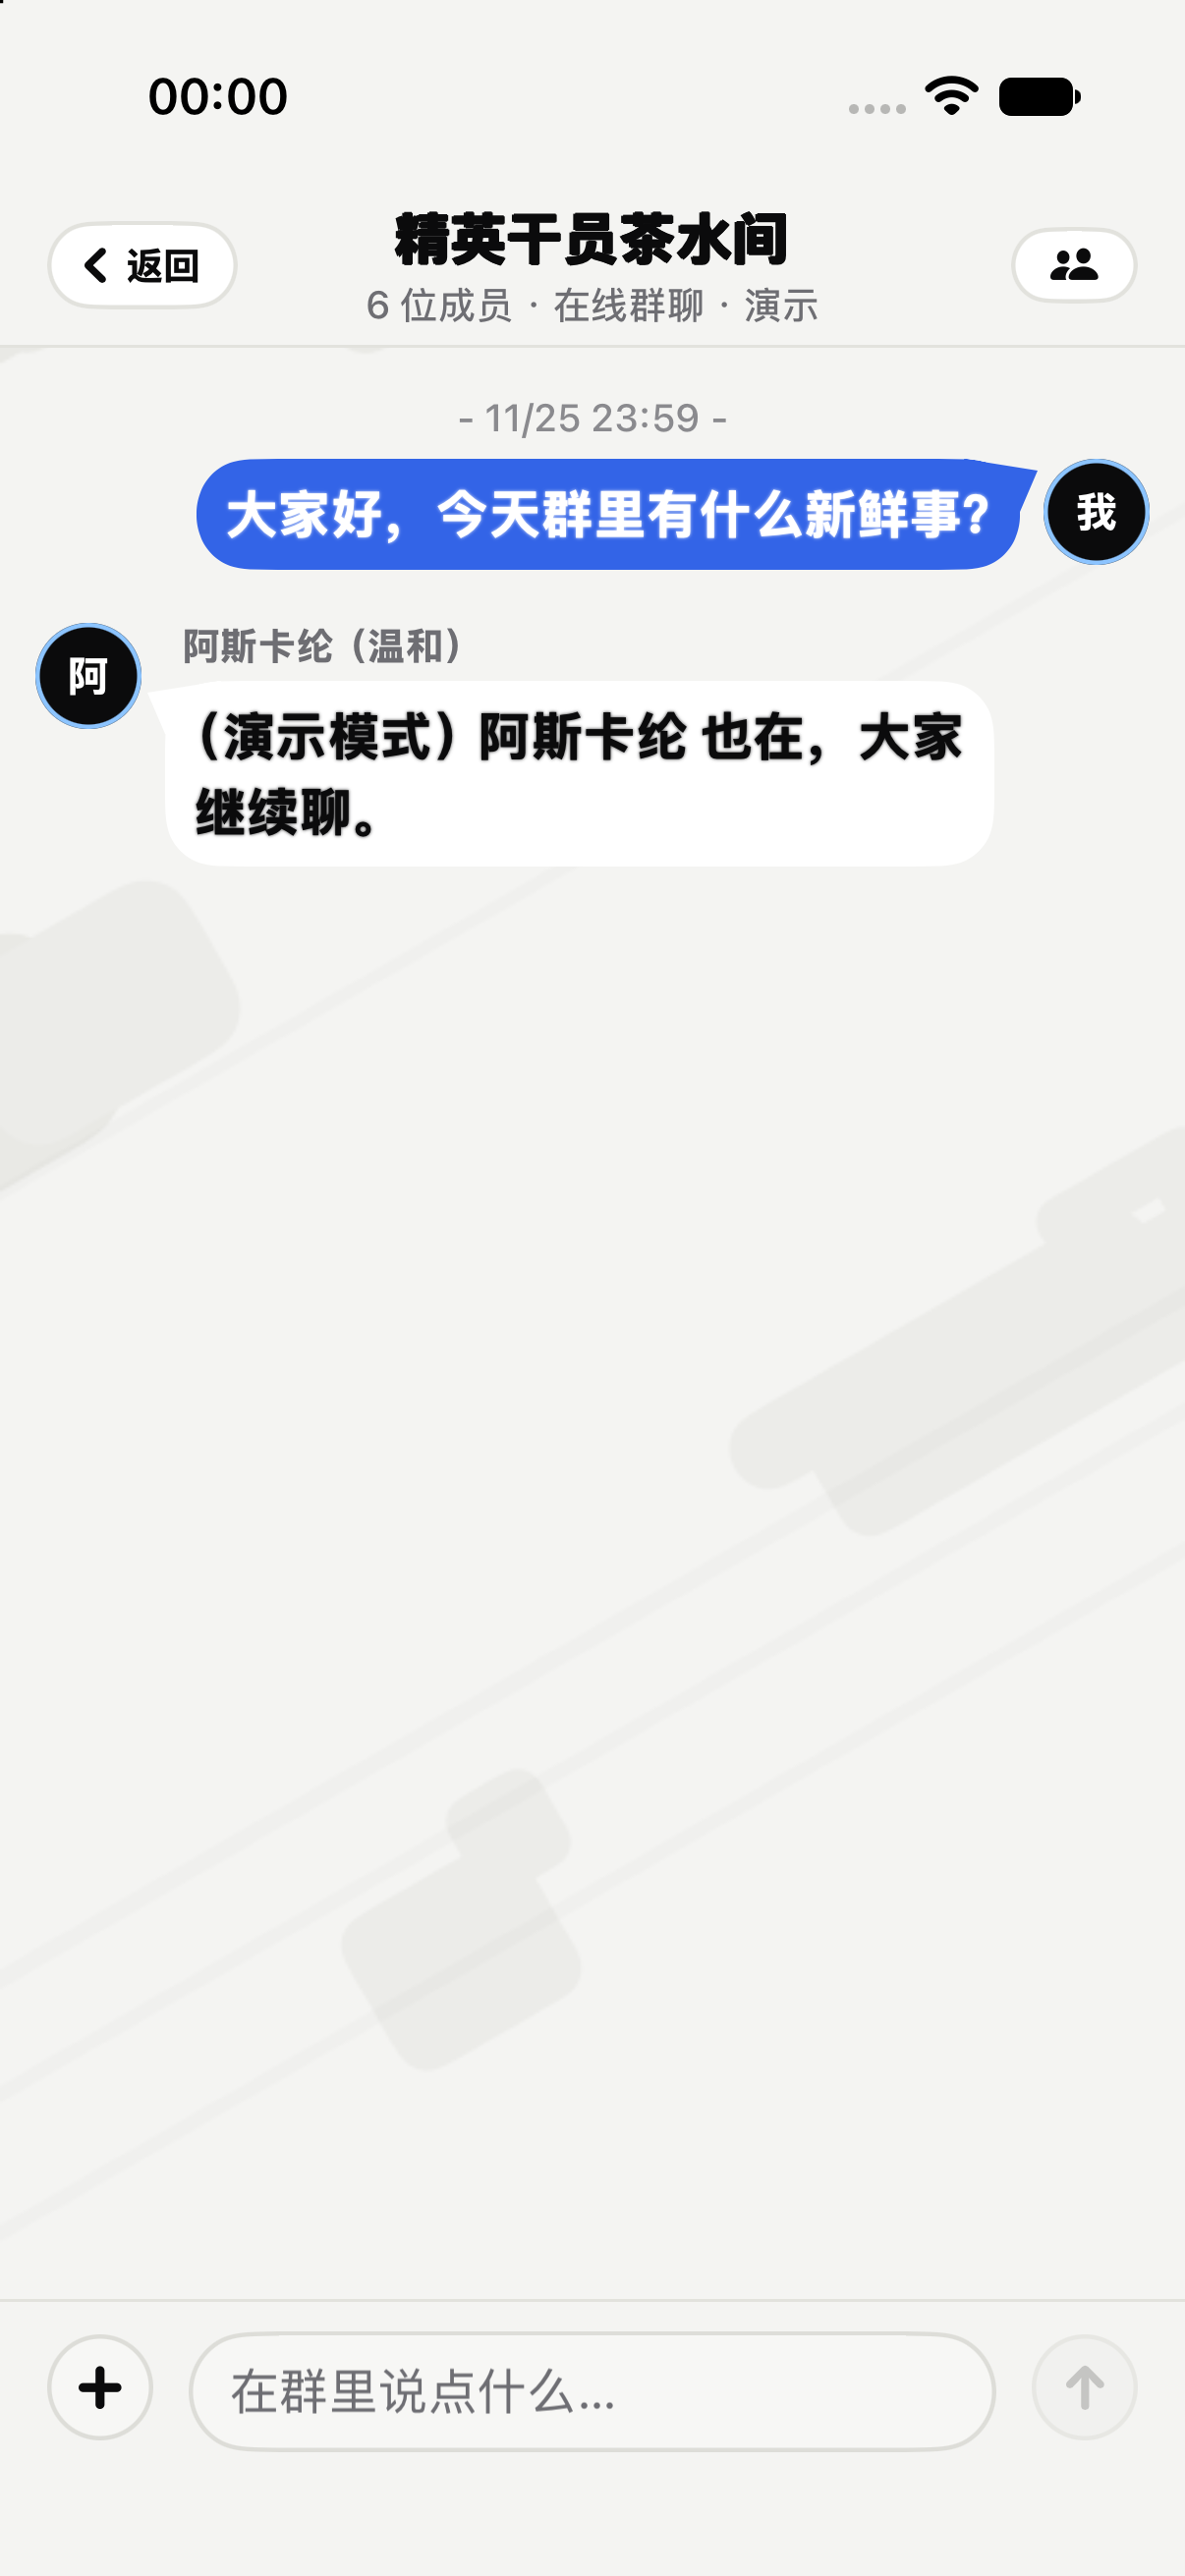 00:00
返回
精英干员茶水间
6 位成员 · 在线群聊 · 演示
- 11/25 23:59 -
大家好，今天群里有什么新鲜事?
我
阿
阿斯卡纶（温和）
（演示模式）阿斯卡纶 也在，大家
继续聊。
在群里说点什么...